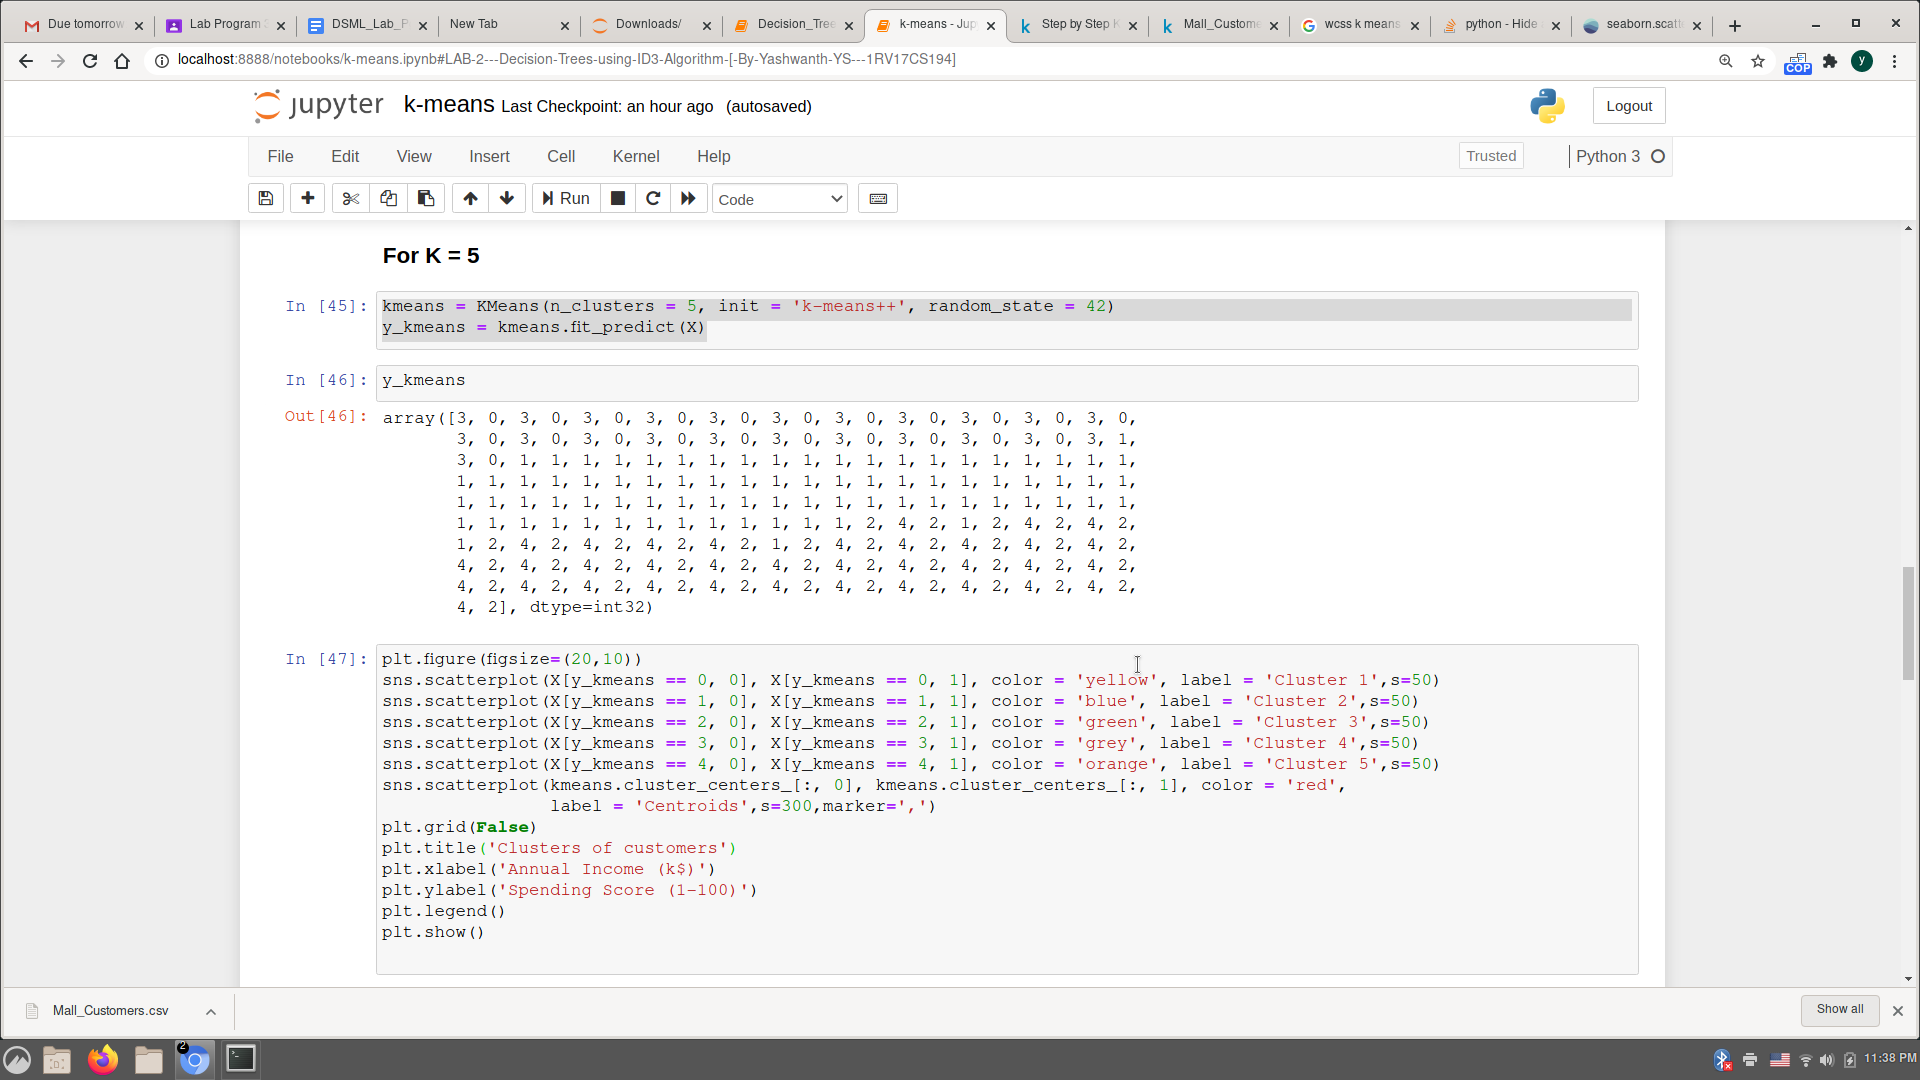 Due tomorrow
Lab Program
DSML_Lab_P
New Tab
Downloads/
Decision_Tree
k-means - Jup
Step by Step K
Mall_Custome
wcss k means
python - Hide
seaborn.scatt
localhost:8888/notebooks/k-means.ipynb#LAB-2---Decision-Trees-using-ID3-Algorithm-[-By-Yashwanth-YS---1RV17CS194]
COP
y
jupyter k-means Last Checkpoint: an hour ago (autosaved)
Logout
File Edit View Insert Cell Kernel Help
Trusted
Python 3
Run
Code
For K = 5
In [45]: kmeans = KMeans(n_clusters = 5, init = 'k-means++', random_state = 42)
y_kmeans = kmeans.fit_predict(X)
In [46]: y_kmeans
Out[46]: array([3, 0, 3, 0, 3, 0, 3, 0, 3, 0, 3, 0, 3, 0, 3, 0, 3, 0, 3, 0, 3, 0,
3, 0, 3, 0, 3, 0, 3, 0, 3, 0, 3, 0, 3, 0, 3, 0, 3, 0, 3, 1,
3, 0, 1, 1, 1, 1, 1, 1, 1, 1, 1, 1, 1, 1, 1, 1, 1, 1, 1, 1,
1, 1, 1, 1, 1, 1, 1, 1, 1, 1, 1, 1, 1, 1, 1, 1, 1, 1, 1, 1,
1, 1, 1, 1, 1, 1, 1, 1, 1, 1, 1, 1, 1, 1, 1, 1, 1, 1, 1, 1,
1, 1, 1, 1, 1, 1, 1, 1, 1, 1, 1, 1, 1, 2, 4, 2, 1, 2, 4, 2, 4, 2,
1, 2, 4, 2, 4, 2, 4, 2, 4, 2, 1, 2, 4, 2, 4, 2, 4, 2, 4, 2, 4, 2,
4, 2, 4, 2, 4, 2, 4, 2, 4, 2, 4, 2, 4, 2, 4, 2, 4, 2, 4, 2, 4, 2,
4, 2, 4, 2, 4, 2, 4, 2, 4, 2, 4, 2, 4, 2, 4, 2, 4, 2, 4, 2, 4, 2,
4, 2], dtype=int32)
In [47]: plt.figure(figsize=(20,10))
sns.scatterplot(X[y_kmeans == 0, 0], X[y_kmeans == 0, 1], color = 'yellow', label = 'Cluster 1',s=50)
sns.scatterplot(X[y_kmeans == 1, 0], X[y_kmeans == 1, 1], color = 'blue', label = 'Cluster 2',s=50)
sns.scatterplot(X[y_kmeans == 2, 0], X[y_kmeans == 2, 1], color = 'green', label = 'Cluster 3',s=50)
sns.scatterplot(X[y_kmeans == 3, 0], X[y_kmeans == 3, 1], color = 'grey', label = 'Cluster 4',s=50)
sns.scatterplot(X[y_kmeans == 4, 0], X[y_kmeans == 4, 1], color = 'orange', label = 'Cluster 5',s=50)
sns.scatterplot(kmeans.cluster_centers_[:, 0], kmeans.cluster_centers_[:, 1], color = 'red',
label = 'Centroids',s=300,marker=',')
plt.grid(False)
plt.title('Clusters of customers')
plt.xlabel('Annual Income (k$)')
plt.ylabel('Spending Score (1-100)')
plt.legend()
plt.show()
Mall_Customers.csv
Show all
2
11:38 PM